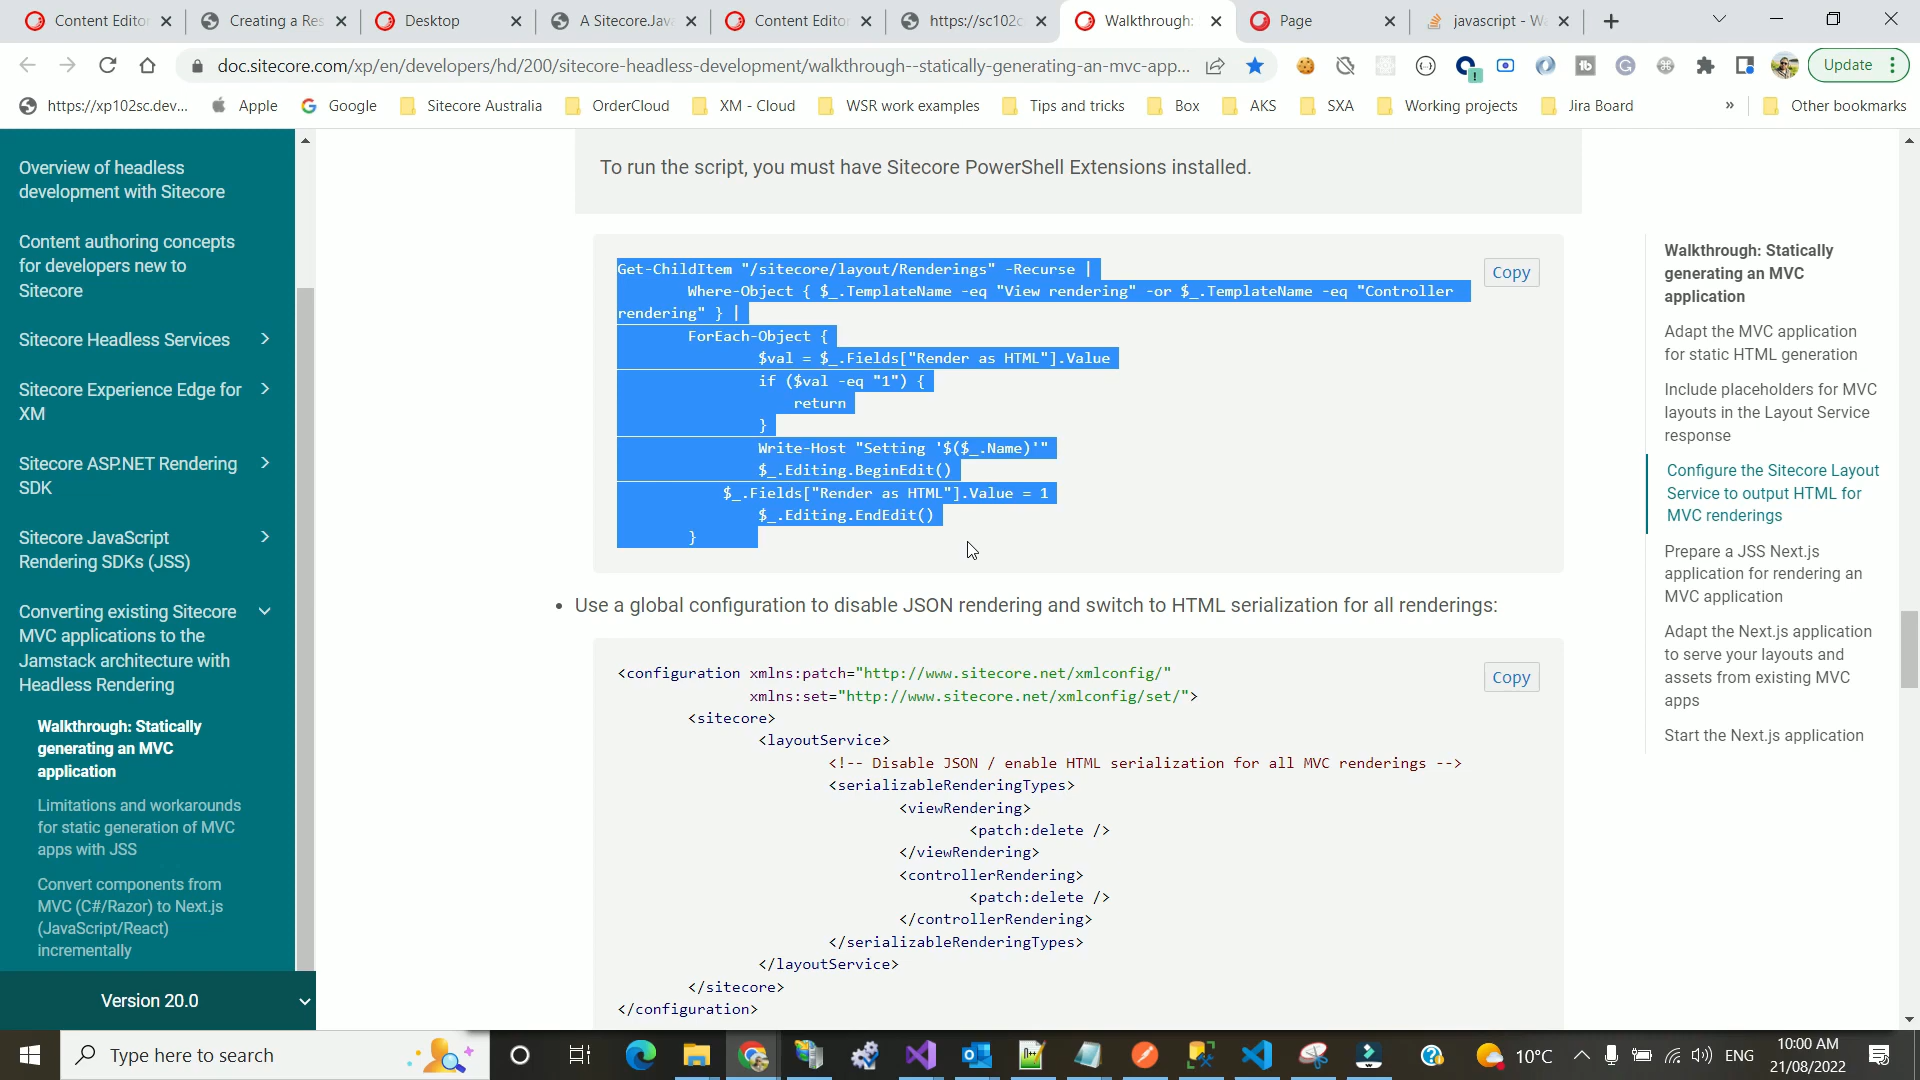 Content Editor
Creating a Res
Desktop
A Sitecore.Java
Content Editor
https://sc102c
Walkthrough:
Page
javascript - W
doc.sitecore.com/xp/en/developers/hd/200/sitecore-headless-development/walkthrough--statically-generating-an-mvc-app...
Update
https://xp102sc.dev...
Apple
Google
Sitecore Australia
OrderCloud
XM - Cloud
WSR work examples
Tips and tricks
Box
AKS
SXA
Working projects
Jira Board
»
Other bookmarks
Overview of headless
development with Sitecore
Content authoring concepts
for developers new to
Sitecore
Sitecore Headless Services
Sitecore Experience Edge for
XM
Sitecore ASP.NET Rendering
SDK
Sitecore JavaScript
Rendering SDKs (JSS)
Converting existing Sitecore
MVC applications to the
Jamstack architecture with
Headless Rendering
Walkthrough: Statically
generating an MVC
application
Limitations and workarounds
for static generation of MVC
apps with JSS
Convert components from
MVC (C#/Razor) to Next.js
(JavaScript/React)
incrementally
Version 20.0
To run the script, you must have Sitecore PowerShell Extensions installed.
Copy
Get-ChildItem "/sitecore/layout/Renderings" -Recurse |
Where-Object { $_.TemplateName -eq "View rendering" -or $_.TemplateName -eq "Controller
rendering" } |
ForEach-Object {
$val = $_.Fields["Render as HTML"].Value
if ($val -eq "1") {
return
}
Write-Host "Setting '$($_.Name)'"
$_.Editing.BeginEdit()
$_.Fields["Render as HTML"].Value = 1
$_.Editing.EndEdit()
}
• Use a global configuration to disable JSON rendering and switch to HTML serialization for all renderings:
Copy
<configuration xmlns:patch="http://www.sitecore.net/xmlconfig/"
xmlns:set="http://www.sitecore.net/xmlconfig/set/">
<sitecore>
<layoutService>
<!-- Disable JSON / enable HTML serialization for all MVC renderings -->
<serializableRenderingTypes>
<viewRendering>
<patch:delete />
</viewRendering>
<controllerRendering>
<patch:delete />
</controllerRendering>
</serializableRenderingTypes>
</layoutService>
</sitecore>
</configuration>
Walkthrough: Statically
generating an MVC
application
Adapt the MVC application
for static HTML generation
Include placeholders for MVC
layouts in the Layout Service
response
Configure the Sitecore Layout
Service to output HTML for
MVC renderings
Prepare a JSS Next.js
application for rendering an
MVC application
Adapt the Next.js application
to serve your layouts and
assets from existing MVC
apps
Start the Next.js application
Type here to search
10°C
ENG
10:00 AM
21/08/2022